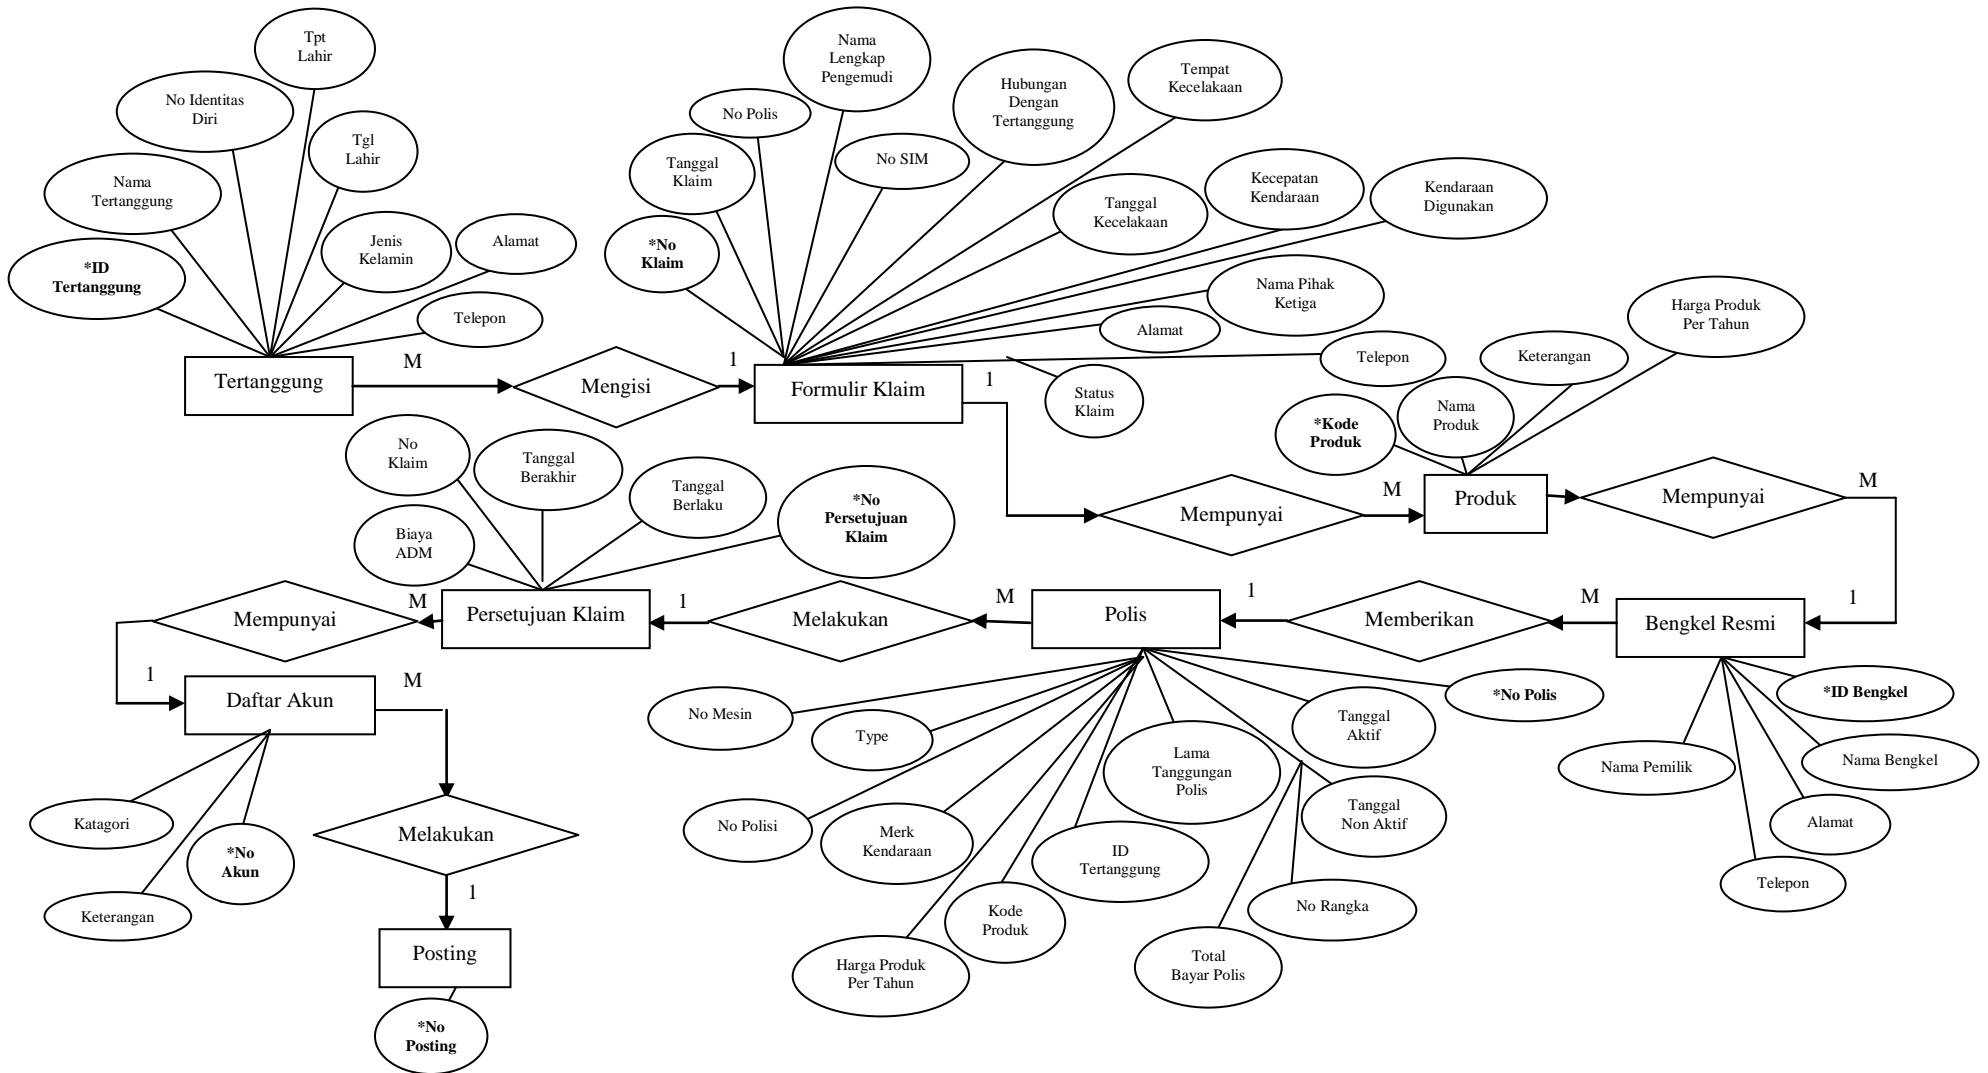 Tpt
Lahir
No Identitas
Diri
Tgl
Lahir
Nama
Tertanggung
Jenis
Kelamin
Alamat
*ID
Tertanggung
Telepon
Tertanggung
M
Mengisi
1
Nama
Lengkap
Pengemudi
No Polis
Hubungan
Dengan
Tertanggung
Tempat
Kecelakaan
Tanggal
Klaim
No SIM
Tanggal
Kecelakaan
Kecepatan
Kendaraan
Kendaraan
Digunakan
*No
Klaim
Nama Pihak
Ketiga
Alamat
Telepon
Status
Klaim
Formulir Klaim
1
Mempunyai
M
Harga Produk
Per Tahun
Keterangan
Nama
Produk
*Kode
Produk
Produk
Mempunyai
M
1
Bengkel Resmi
*ID Bengkel
Nama Bengkel
Nama Pemilik
Alamat
Telepon
M
Memberikan
1
Polis
*No Polis
Tanggal
Aktif
No Mesin
Type
Lama
Tanggungan
Polis
Tanggal
Non Aktif
No Polisi
Merk
Kendaraan
ID
Tertanggung
No Rangka
Kode
Produk
Harga Produk
Per Tahun
Total
Bayar Polis
M
Melakukan
1
Persetujuan Klaim
No
Klaim
Tanggal
Berakhir
Tanggal
Berlaku
*No
Persetujuan
Klaim
Biaya
ADM
M
Mempunyai
1
Daftar Akun
M
Katagori
*No
Akun
Keterangan
Melakukan
1
Posting
*No
Posting